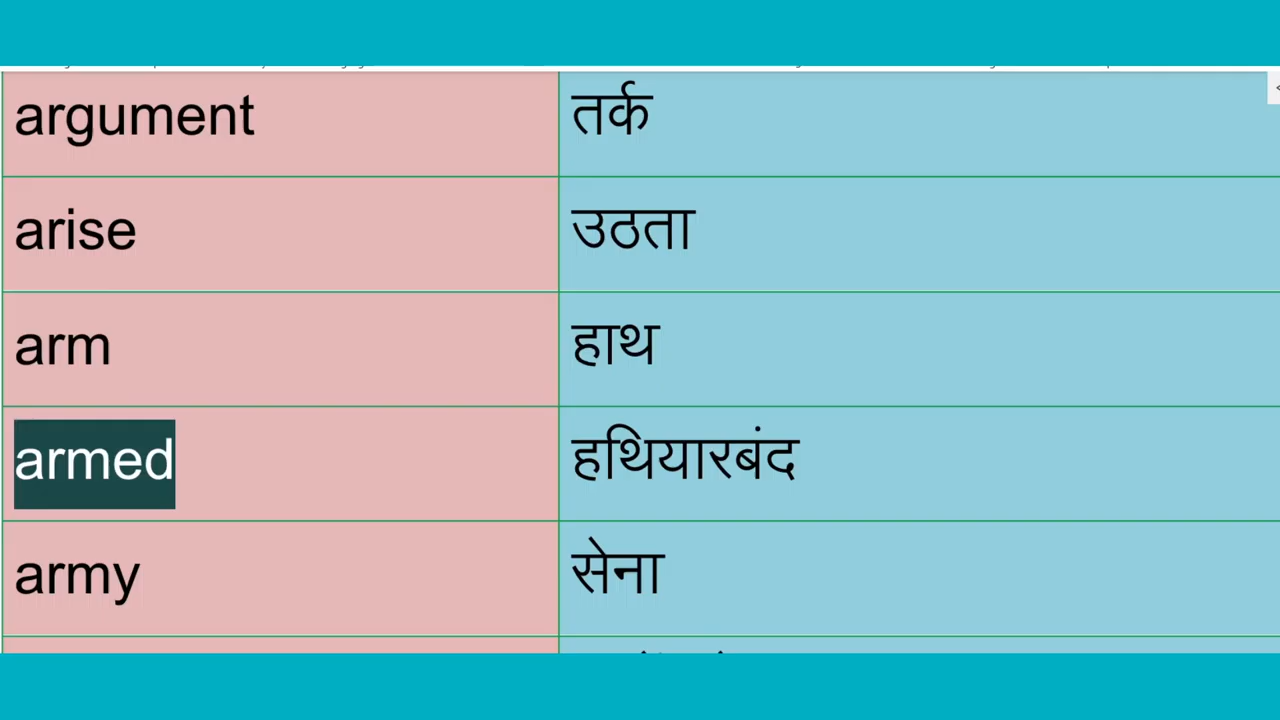 argument तर्क
arise उठता
arm हाथ
armed हथियारबंद
army सेना